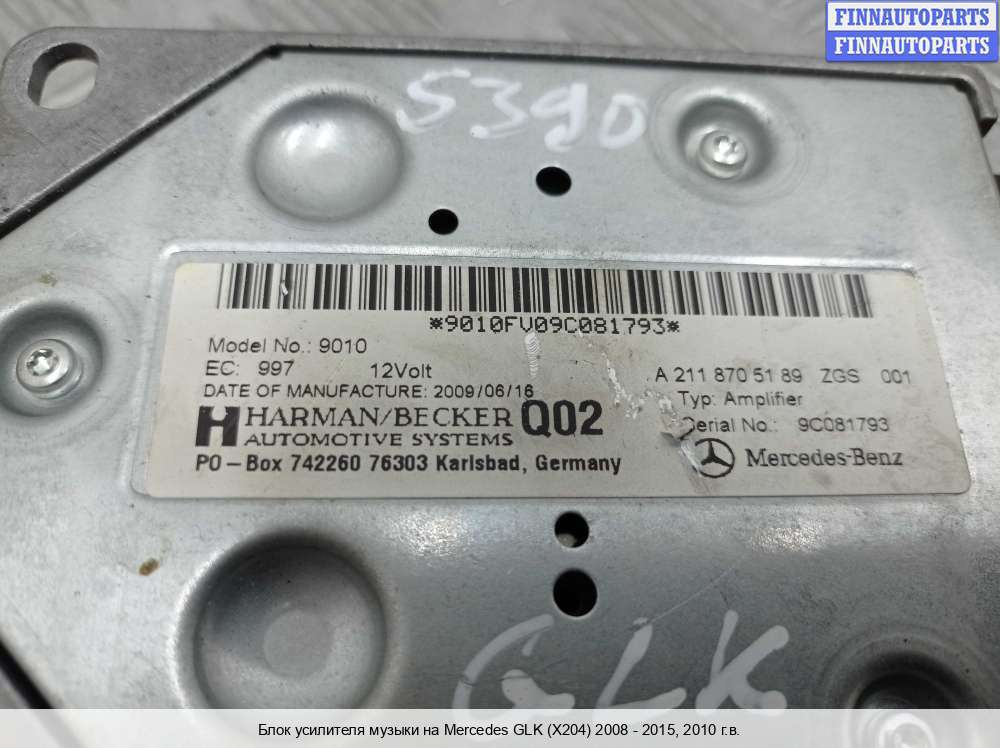 FINNAUTOPARTS
FINNAUTOPARTS
5390
*9010FV09C081793*
Model No.: 9010
EC: 997 12Volt
DATE OF MANUFACTURE: 2009/06/16
HARMAN/BECKER
AUTOMOTIVE SYSTEMS
Q02
PO-Box 742260 76303 Karlsbad, Germany
A 211 870 51 89 ZGS 001
Typ: Amplifier
Serial No.: 9C081793
Mercedes-Benz
GLK
Блок усилителя музыки на Mercedes GLK (X204) 2008 - 2015, 2010 г.в.